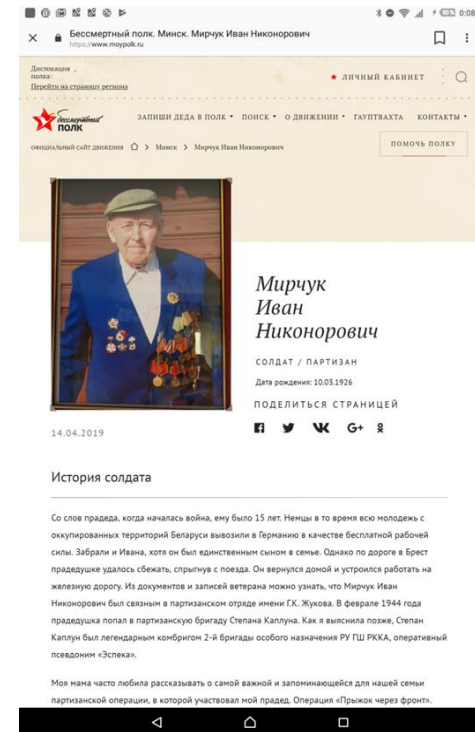 0:08
Бессмертный полк. Минск. Мирчук Иван Никонорович
https://www.moypolk.ru
Дислокация ,
полка:
Перейти на страницу региона
ЛИЧНЫЙ КАБИНЕТ
Бессмертный
ПОЛК
ЗАПИШИ ДЕДА В ПОЛК ПОИСК О ДВИЖЕНИИ ГАУПТВАХТА КОНТАКТЫ
ОФИЦИАЛЬНЫЙ САЙТ ДВИЖЕНИЯ > Минск > Мирчук Иван Никонорович
ПОМОЧЬ ПОЛКУ
Мирчук
Иван
Никонорович
СОЛДАТ / ПАРТИЗАН
Дата рождения: 10.03.1926
ПОДЕЛИТЬСЯ СТРАНИЦЕЙ
G+
14.04.2019
История солдата
Со слов прадеда, когда началась война, ему было 15 лет. Немцы в то время всю молодежь с
оккупированных территорий Беларуси вывозили в Германию в качестве бесплатной рабочей
силы. Забрали и Ивана, хотя он был единственным сыном в семье. Однако по дороге в Брест
прадедушке удалось сбежать, спрыгнув с поезда. Он вернулся домой и устроился работать на
железную дорогу. Из документов и записей ветерана можно узнать, что Мирчук Иван
Никонорович был связным в партизанском отряде имени Г.К. Жукова. В феврале 1944 года
прадедушка попал в партизанскую бригаду Степана Каплуна. Как я выяснила позже, Степан
Каплун был легендарным комбригом 2-й бригады особого назначения РУ ГШ РККА, оперативный
псевдоним «Эспека».
Моя мама часто любила рассказывать о самой важной и запоминающейся для нашей семьи
партизанской операции, в которой участвовал мой прадед. Операция «Прыжок через фронт».